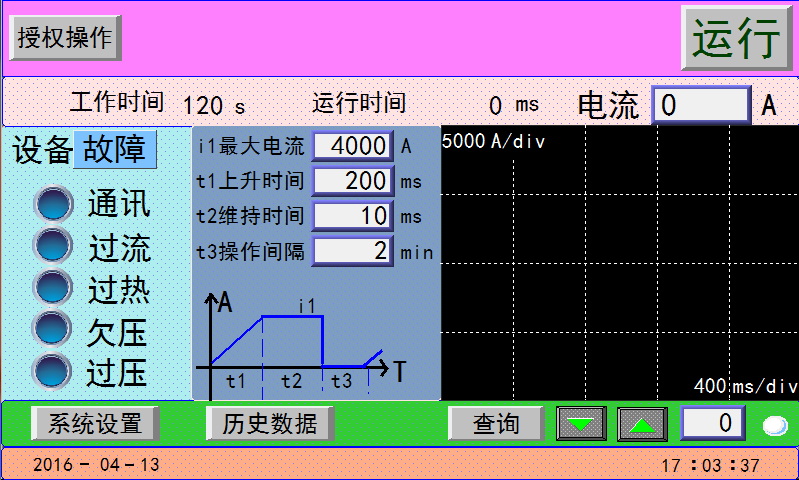 授权操作 运行
工作时间 120 s 运行时间 0 ms 电流 0 A
设备 故障
通讯
过流
过热
欠压
过压
i1最大电流 4000 A
t1上升时间 200 ms
t2维持时间 10 ms
t3操作间隔 2 min
A i1
t1 t2 t3 T
5000 A/div
400 ms/div
系统设置 历史数据 查询 0
2016 - 04-13 17 : 03 : 37